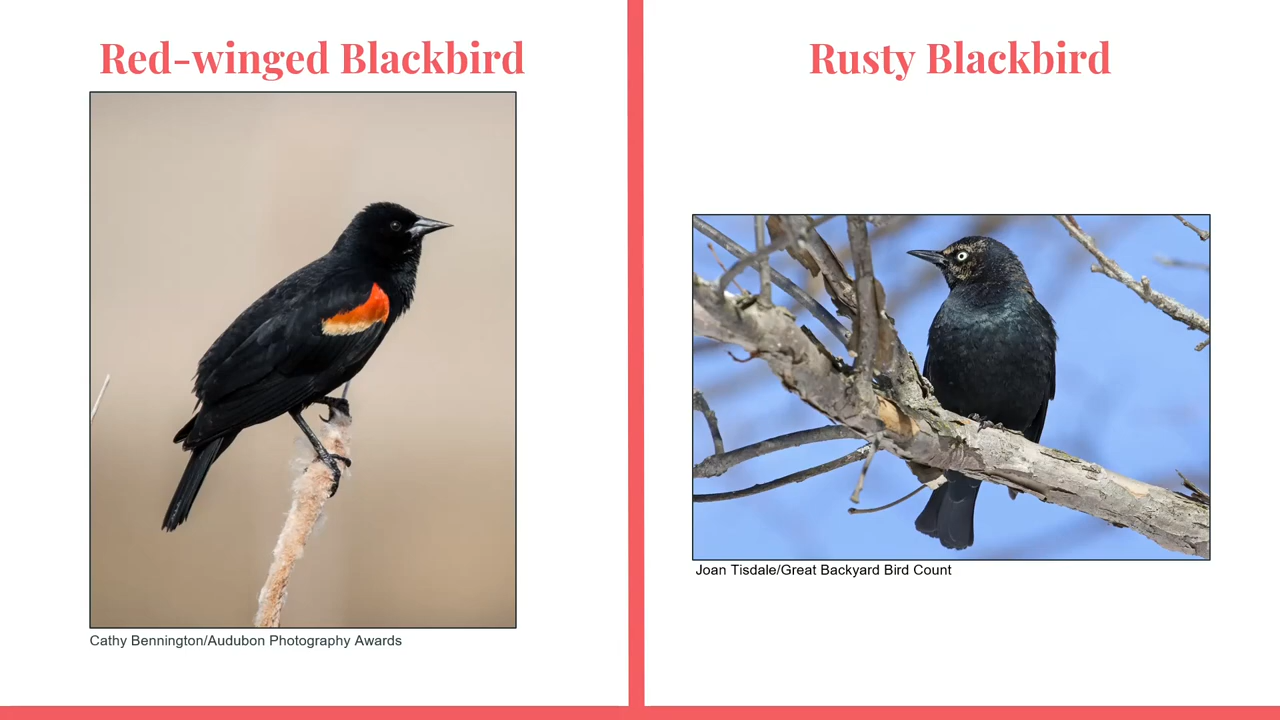 Red-winged Blackbird
Rusty Blackbird
Joan Tisdale/Great Backyard Bird Count
Cathy Bennington/Audubon Photography Awards